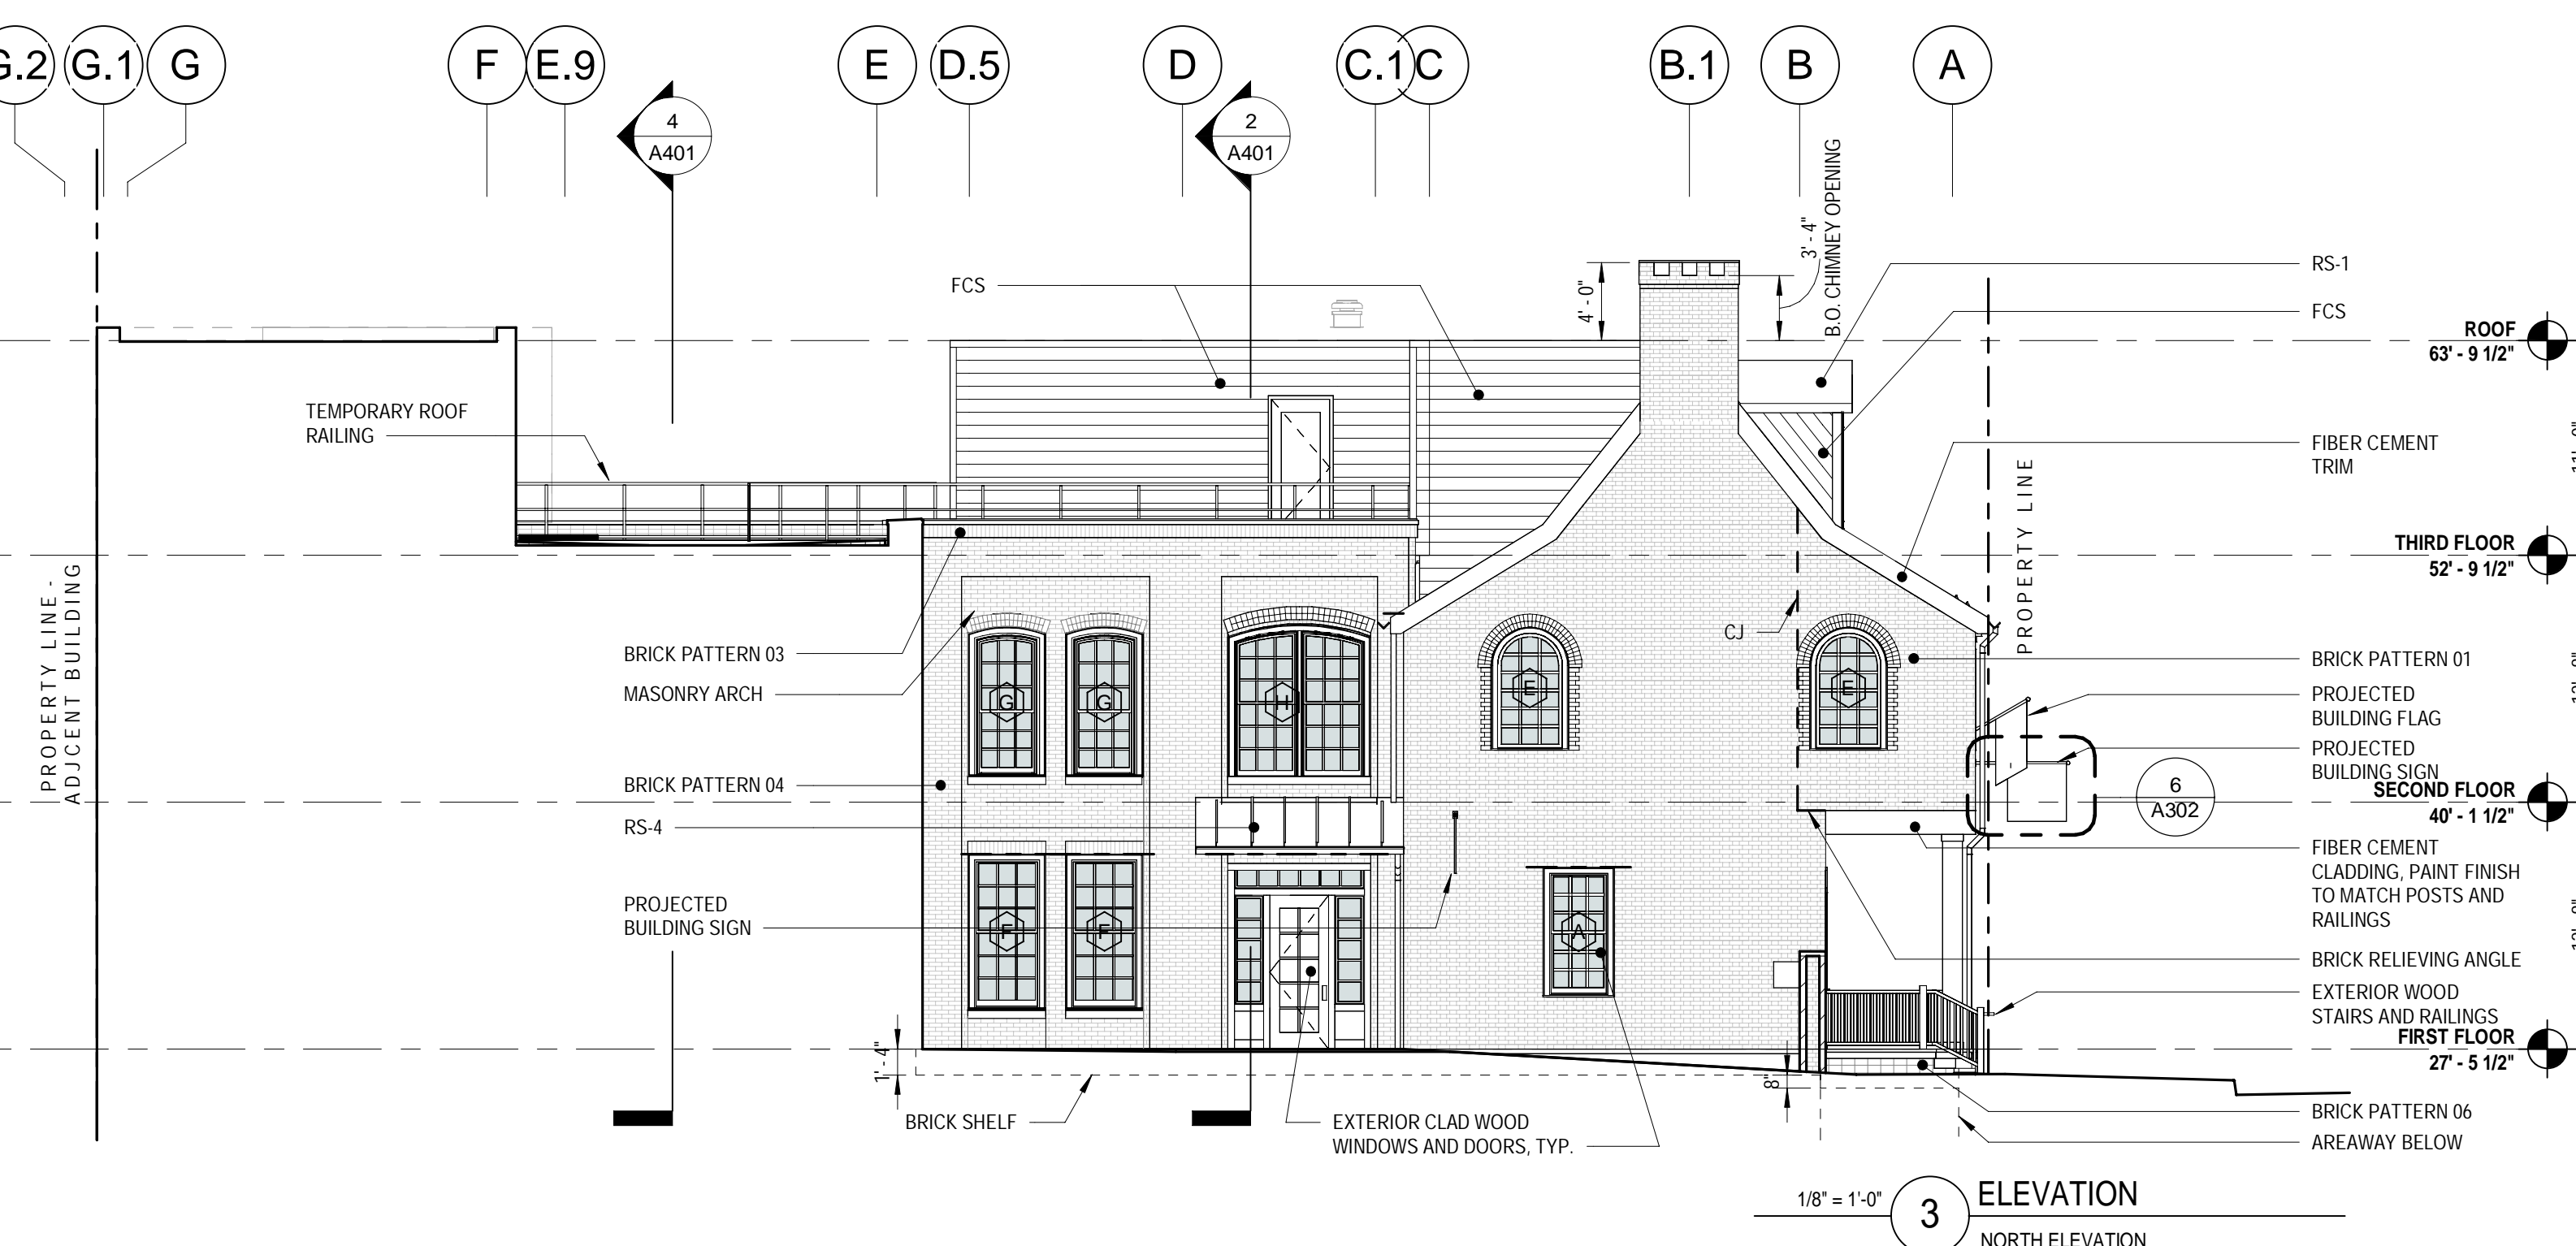 G.2 G.1 G F E.9 E D.5 D C.1 C B.1 B A
4
A401
2
A401
B.O. CHIMNEY OPENING
3' - 4"
4' - 0"
FCS
RS-1
FCS
ROOF
63' - 9 1/2"
TEMPORARY ROOF
RAILING
FIBER CEMENT
TRIM
11' - 0"
PROPERTY LINE
THIRD FLOOR
52' - 9 1/2"
PROPERTY LINE -
ADJCENT BUILDING
CJ
BRICK PATTERN 03
MASONRY ARCH
BRICK PATTERN 04
RS-4
PROJECTED
BUILDING SIGN
G G H E E
F F A
BRICK PATTERN 01
PROJECTED
BUILDING FLAG
PROJECTED
BUILDING SIGN
6
A302
SECOND FLOOR
40' - 1 1/2"
FIBER CEMENT
CLADDING, PAINT FINISH
TO MATCH POSTS AND
RAILINGS
BRICK RELIEVING ANGLE
EXTERIOR WOOD
STAIRS AND RAILINGS
FIRST FLOOR
27' - 5 1/2"
1' - 4"
8"
BRICK SHELF
EXTERIOR CLAD WOOD
WINDOWS AND DOORS, TYP.
BRICK PATTERN 06
AREAWAY BELOW
1/8" = 1'-0"
3
ELEVATION
NORTH ELEVATION